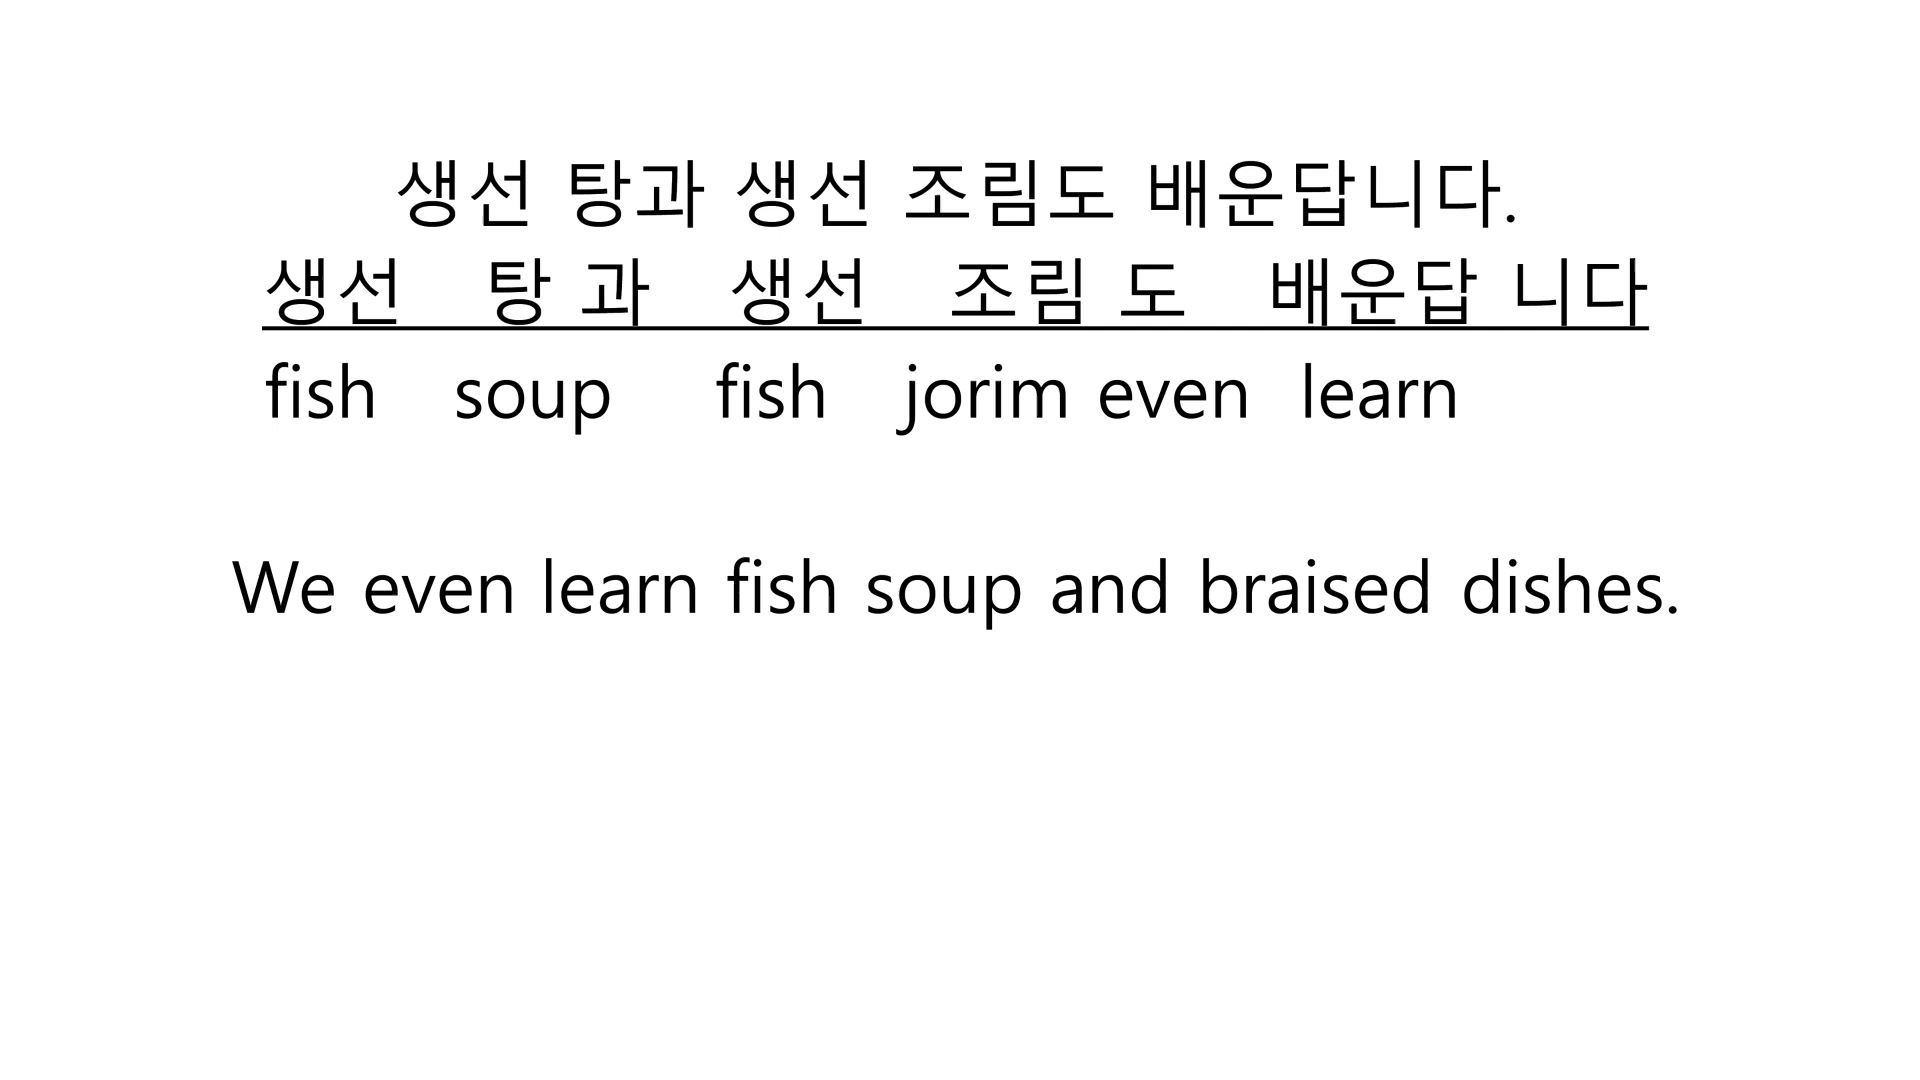 생선 탕과 생선 조림도 배운답니다.
생선 탕 과 생선 조림 도 배운답 니다
fish soup fish jorim even learn
We even learn fish soup and braised dishes.